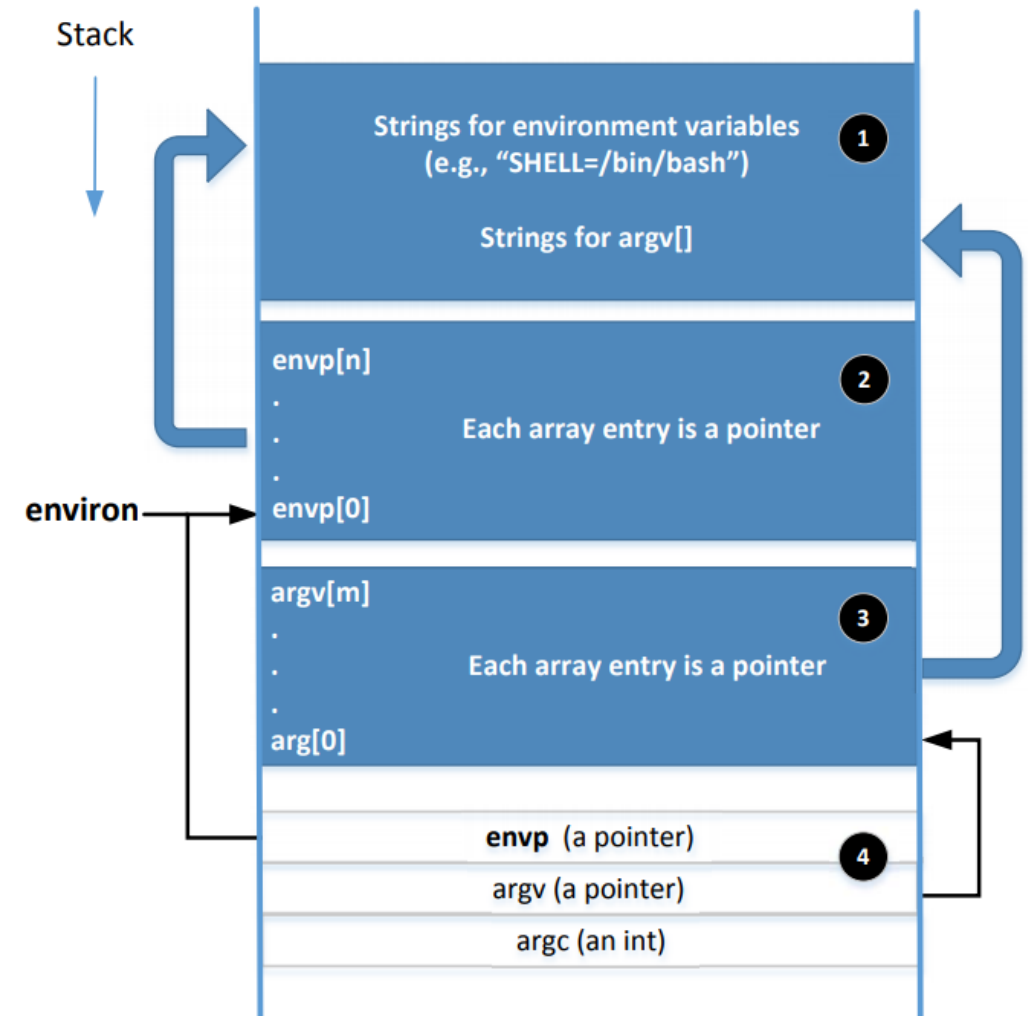 Stack
Strings for environment variables
(e.g., “SHELL=/bin/bash”)
1
Strings for argv[]
envp[n]
.
.
.
envp[0]
2
Each array entry is a pointer
environ
argv[m]
.
.
.
arg[0]
3
Each array entry is a pointer
envp (a pointer)
4
argv (a pointer)
argc (an int)